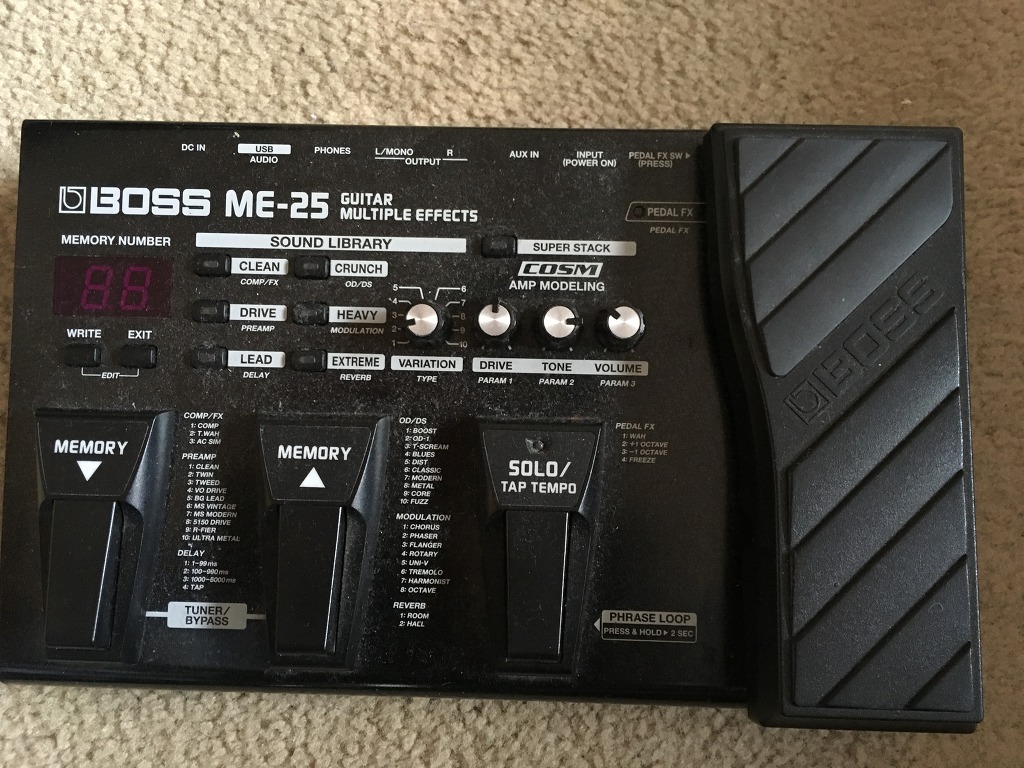 DC IN
USB
AUDIO
PHONES
L/MONO R
OUTPUT
AUX IN
INPUT
(POWER ON)
PEDAL FX SW ▶
(PRESS)
BOSS ME-25 GUITAR
MULTIPLE EFFECTS
PEDAL FX
PEDAL FX
MEMORY NUMBER
88
WRITE EXIT
EDIT
SOUND LIBRARY
CLEAN
COMP/FX
CRUNCH
OD/DS
DRIVE
PREAMP
HEAVY
MODULATION
LEAD
DELAY
EXTREME
REVERB
SUPER STACK
COSM
AMP MODELING
5 6
4 7
3 8
2 9
1 10
VARIATION
TYPE
DRIVE
PARAM 1
TONE
PARAM 2
VOLUME
PARAM 3
BOSS
MEMORY
▼
COMP/FX
1: COMP
2: T.WAH
3: AC SIM
PREAMP
1: CLEAN
2: TWIN
3: TWEED
4: VO DRIVE
5: BG LEAD
6: MS VINTAGE
7: MS MODERN
8: 5150 DRIVE
9: R-FIER
10: ULTRA METAL
DELAY
1: 1-99 ms
2: 100-990 ms
3: 1000-6000 ms
4: TAP
TUNER/
BYPASS
MEMORY
▲
OD/DS
1: BOOST
2: OD-1
3: T-SCREAM
4: BLUES
5: DIST
6: CLASSIC
7: MODERN
8: METAL
9: CORE
10: FUZZ
MODULATION
1: CHORUS
2: PHASER
3: FLANGER
4: ROTARY
5: UNI-V
6: TREMOLO
7: HARMONIST
8: OCTAVE
REVERB
1: ROOM
2: HALL
SOLO/
TAP TEMPO
PEDAL FX
1: WAH
2: +1 OCTAVE
3: -1 OCTAVE
4: FREEZE
PHRASE LOOP
PRESS & HOLD ▶ 2 SEC